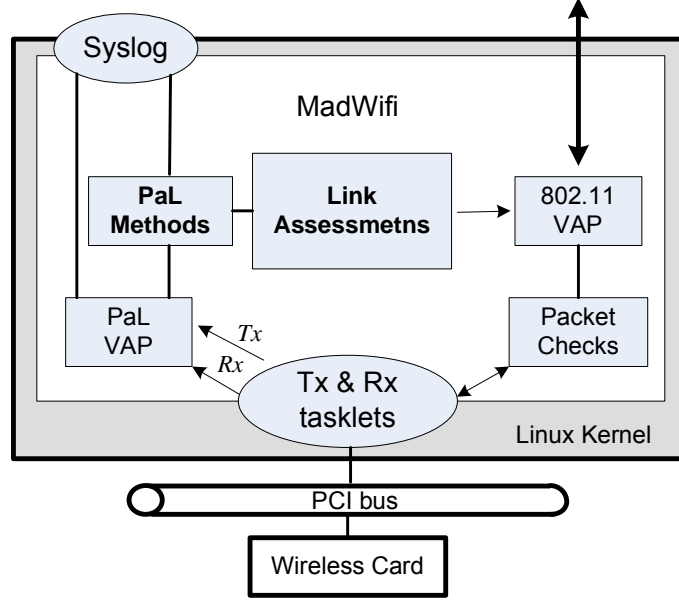 Syslog
MadWifi
PaL
Methods
Link
Assessmetns
802.11
VAP
PaL
VAP
Tx
Rx
Packet
Checks
Tx & Rx
tasklets
Linux Kernel
PCI bus
Wireless Card